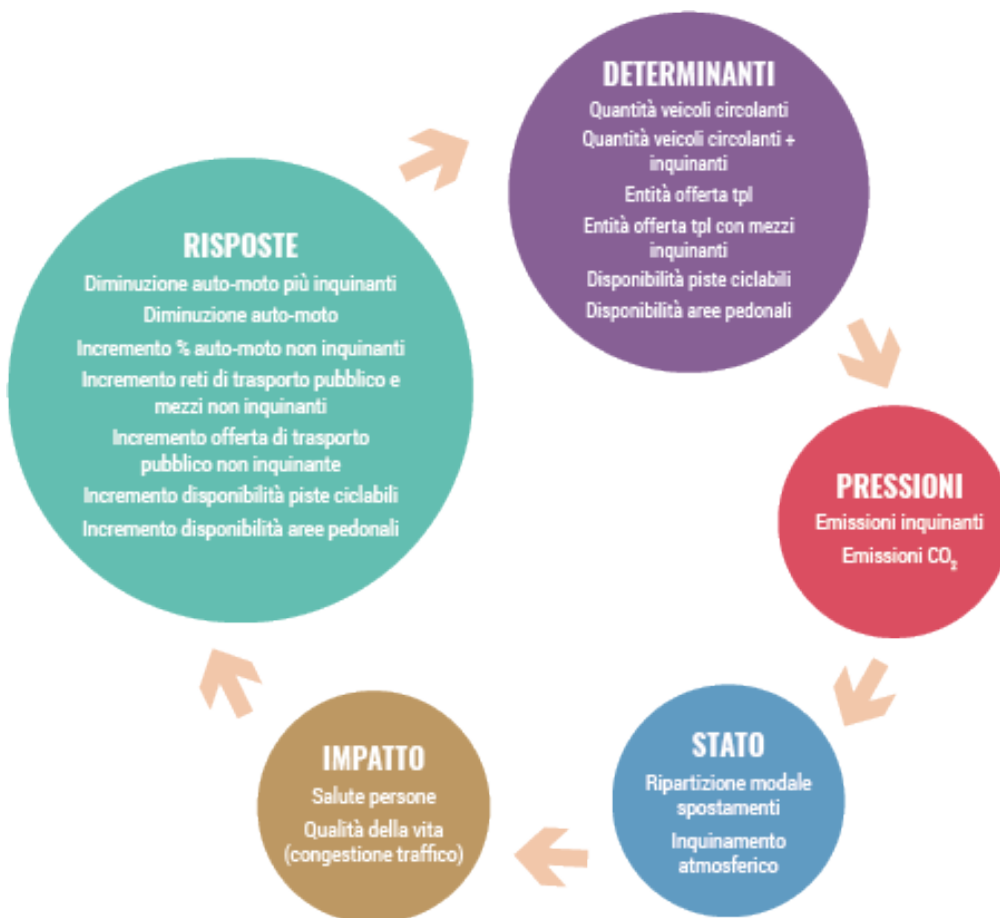 DETERMINANTI
Quantità veicoli circolanti
Quantità veicoli circolanti +
inquinanti
Entità offerta tpl
Entità offerta tpl con mezzi
inquinanti
Disponibilità piste ciclabili
Disponibilità aree pedonali
PRESSIONI
Emissioni inquinanti
Emissioni CO₂
STATO
Ripartizione modale
spostamenti
Inquinamento
atmosferico
IMPATTO
Salute persone
Qualità della vita
(congestione traffico)
RISPOSTE
Diminuzione auto-moto più inquinanti
Diminuzione auto-moto
Incremento % auto-moto non inquinanti
Incremento reti di trasporto pubblico e
mezzi non inquinanti
Incremento offerta di trasporto
pubblico non inquinante
Incremento disponibilità piste ciclabili
Incremento disponibilità aree pedonali